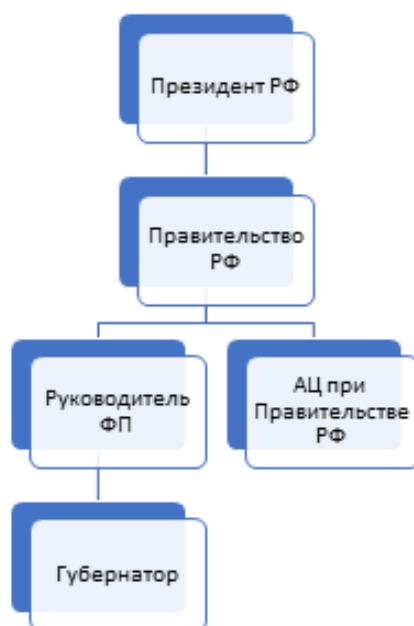 Президент РФ
Правительство
РФ
Руководитель
ФП
АЦ при
Правительстве
РФ
Губернатор